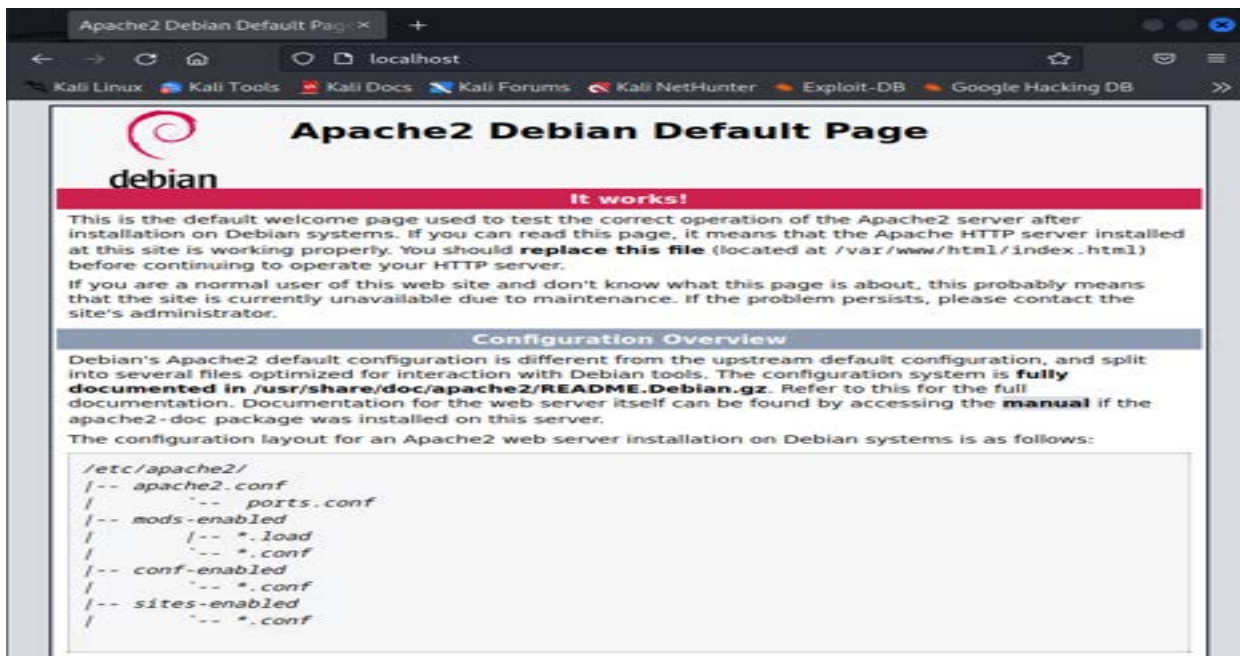 Apache2 Debian Default Pag
localhost
Kali Linux Kali Tools Kali Docs Kali Forums Kali NetHunter Exploit-DB Google Hacking DB
debian
Apache2 Debian Default Page
It works!
This is the default welcome page used to test the correct operation of the Apache2 server after
installation on Debian systems. If you can read this page, it means that the Apache HTTP server installed
at this site is working properly. You should replace this file (located at /var/www/html/index.html)
before continuing to operate your HTTP server.
If you are a normal user of this web site and don't know what this page is about, this probably means
that the site is currently unavailable due to maintenance. If the problem persists, please contact the
site's administrator.
Configuration Overview
Debian's Apache2 default configuration is different from the upstream default configuration, and split
into several files optimized for interaction with Debian tools. The configuration system is fully
documented in /usr/share/doc/apache2/README.Debian.gz. Refer to this for the full
documentation. Documentation for the web server itself can be found by accessing the manual if the
apache2-doc package was installed on this server.
The configuration layout for an Apache2 web server installation on Debian systems is as follows:
/etc/apache2/
|-- apache2.conf
|       `--  ports.conf
|-- mods-enabled
|       |-- *.load
|       `-- *.conf
|-- conf-enabled
|       `-- *.conf
|-- sites-enabled
|       `-- *.conf